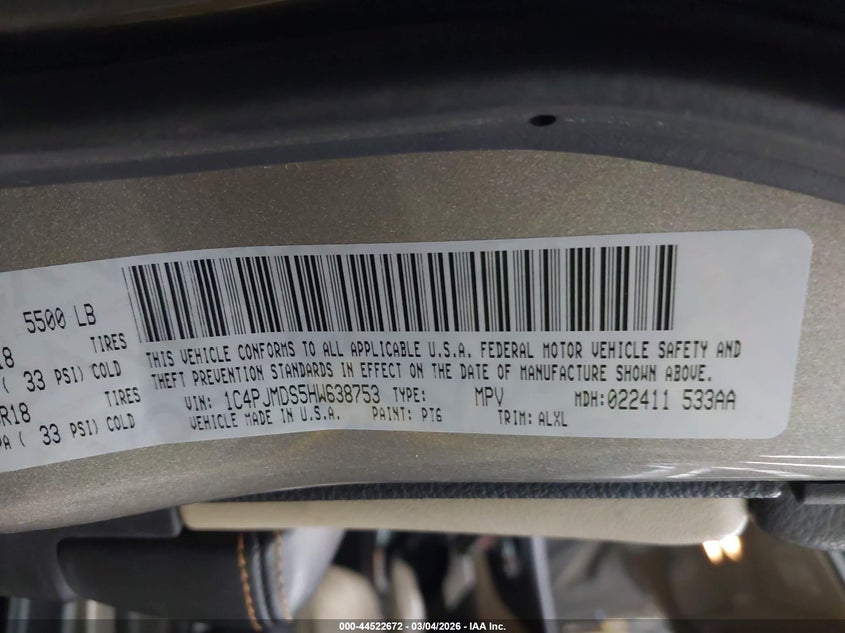 5500 LB
18 TIRES
( 33 PSI) COLD
R18 TIRES
PA ( 33 PSI) COLD
THIS VEHICLE CONFORMS TO ALL APPLICABLE U.S.A. FEDERAL MOTOR VEHICLE SAFETY AND
THEFT PREVENTION STANDARDS IN EFFECT ON THE DATE OF MANUFACTURE SHOWN ABOVE.
VIN: 1C4PJMDS5HW638753 TYPE: MPV MDH:022411 533AA
VEHICLE MADE IN U.S.A. PAINT: PT6 TRIM: ALXL
000-44522672 - 03/04/2026 - IAA Inc.